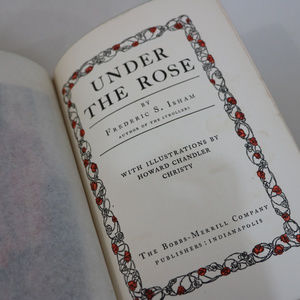 UNDER
THE ROSE
BY
FREDERIC S. ISHAM
AUTHOR OF THE STROLLERS
WITH ILLUSTRATIONS BY
HOWARD CHANDLER
CHRISTY
THE BOBBS-MERRILL COMPANY
PUBLISHERS : INDIANAPOLIS